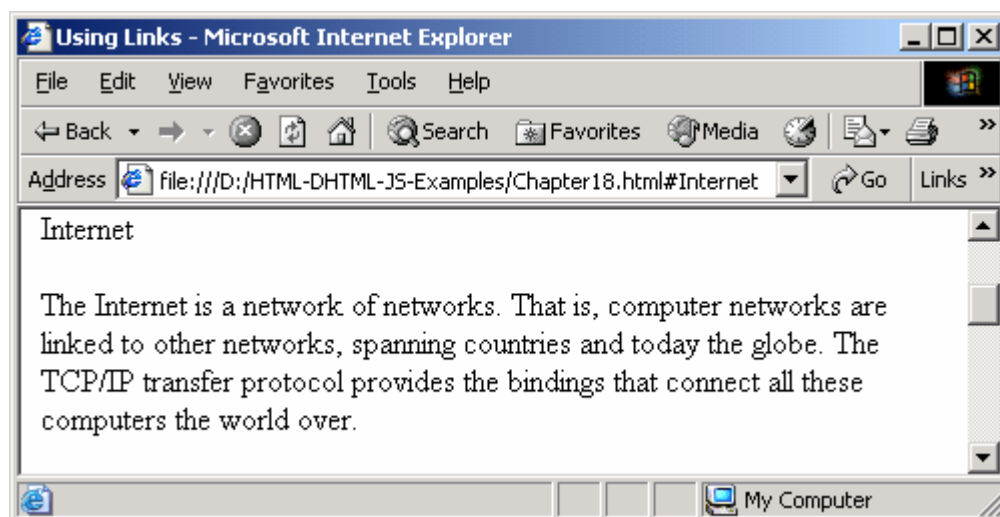 Using Links - Microsoft Internet Explorer
File Edit View Favorites Tools Help
Back Search Favorites Media »
Address file:///D:/HTML-DHTML-JS-Examples/Chapter18.html#Internet Go Links »
Internet
The Internet is a network of networks. That is, computer networks are
linked to other networks, spanning countries and today the globe. The
TCP/IP transfer protocol provides the bindings that connect all these
computers the world over.
My Computer